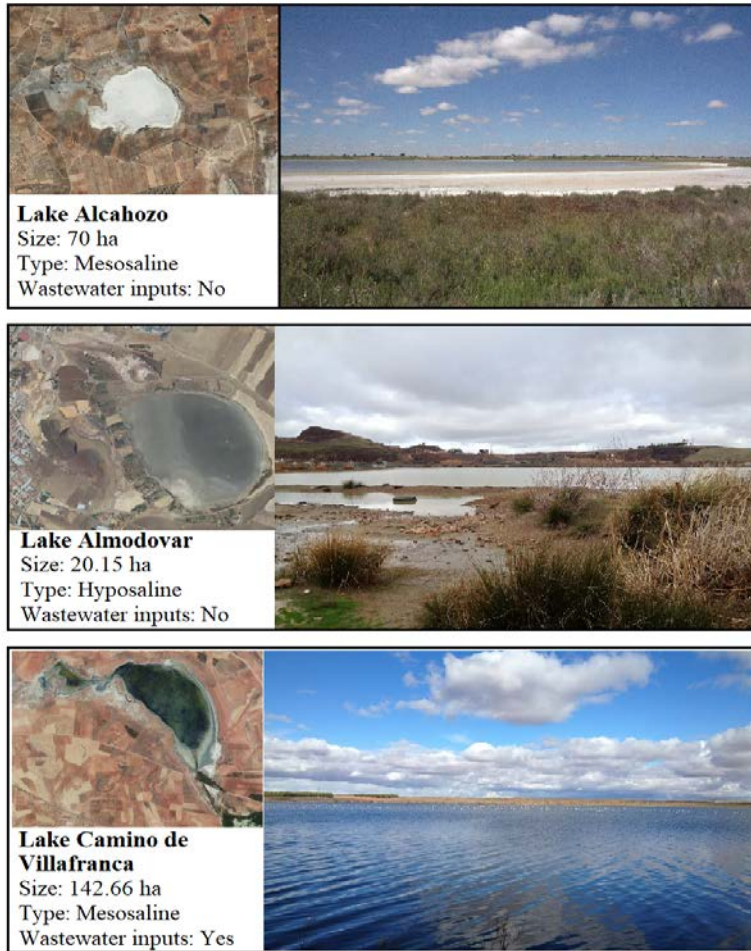 Lake Alcahozo
Size: 70 ha
Type: Mesosaline
Wastewater inputs: No
Lake Almodovar
Size: 20.15 ha
Type: Hyposaline
Wastewater inputs: No
Lake Camino de
Villafranca
Size: 142.66 ha
Type: Mesosaline
Wastewater inputs: Yes